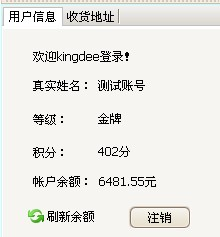 用户信息 收货地址
欢迎kingdee登录!
真实姓名： 测试账号
等级： 金牌
积分： 402分
帐户余额： 6481.55元
刷新余额 注销